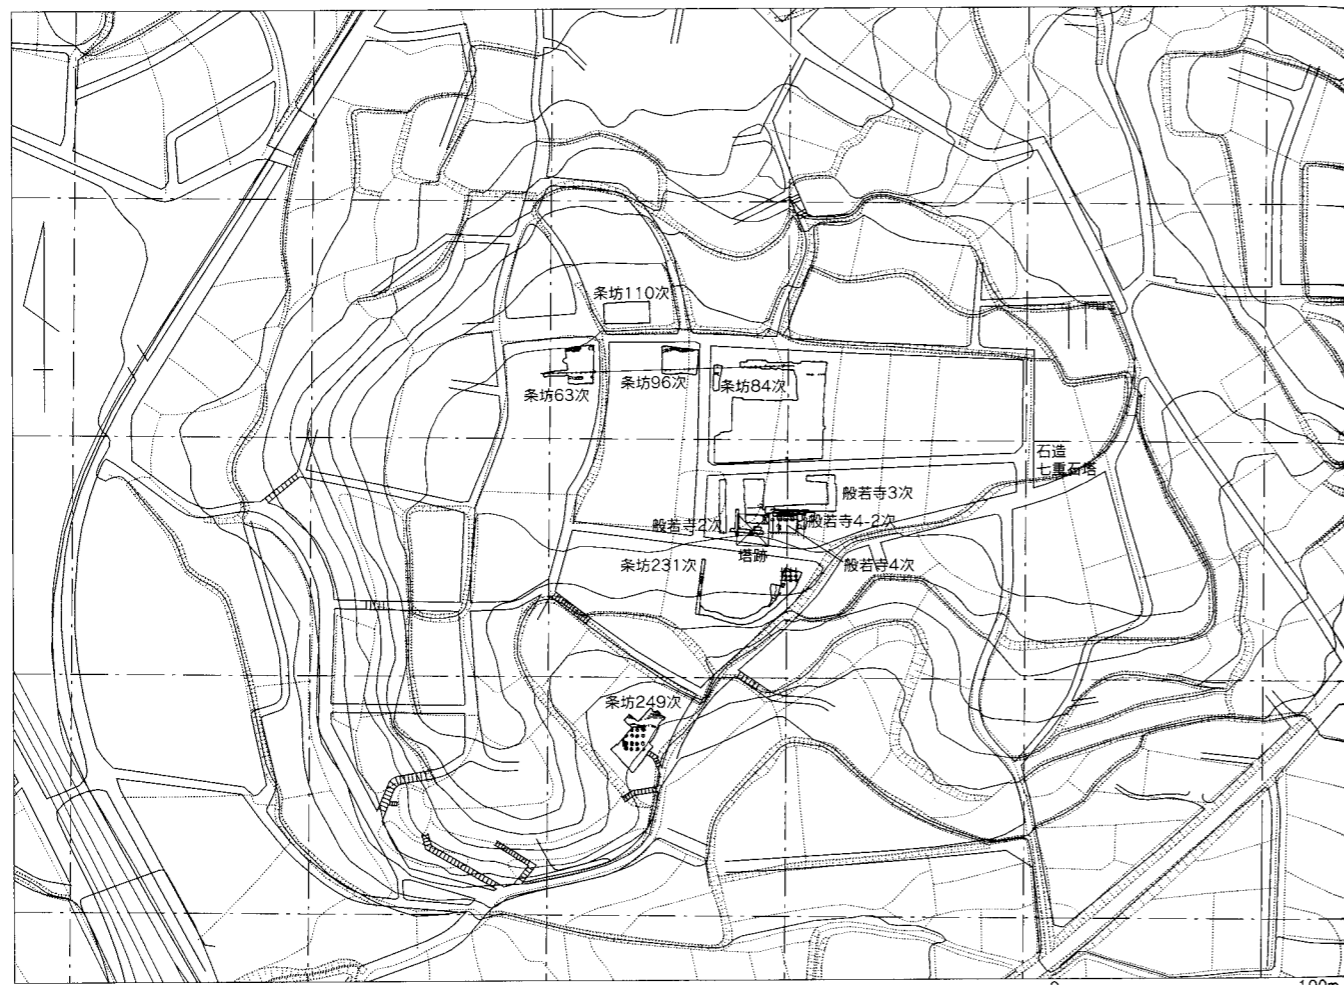 条坊110次
条坊63次
条坊96次
条坊84次
石造
七重石塔
般若寺3次
般若寺2次
般若寺4-2次
塔跡
条坊231次
般若寺4次
条坊249次
0
100m